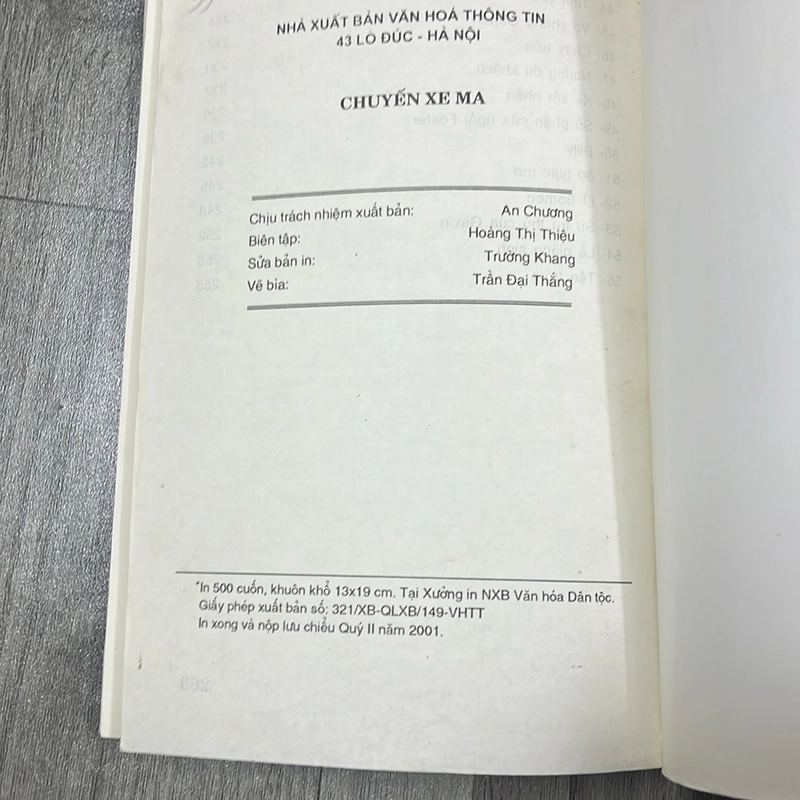 NHÀ XUẤT BẢN VĂN HOÁ THÔNG TIN
43 LÒ ĐÚC - HÀ NỘI
CHUYẾN XE MA
Chịu trách nhiệm xuất bản: An Chương
Biên tập: Hoàng Thị Thiệu
Sửa bản in: Trường Khang
Vẽ bìa: Trần Đại Thắng
"In 500 cuốn, khuôn khổ 13x19 cm. Tại Xưởng in NXB Văn hóa Dân tộc.
Giấy phép xuất bản số: 321/XB-QLXB/149-VHTT
In xong và nộp lưu chiểu Quý II năm 2001.